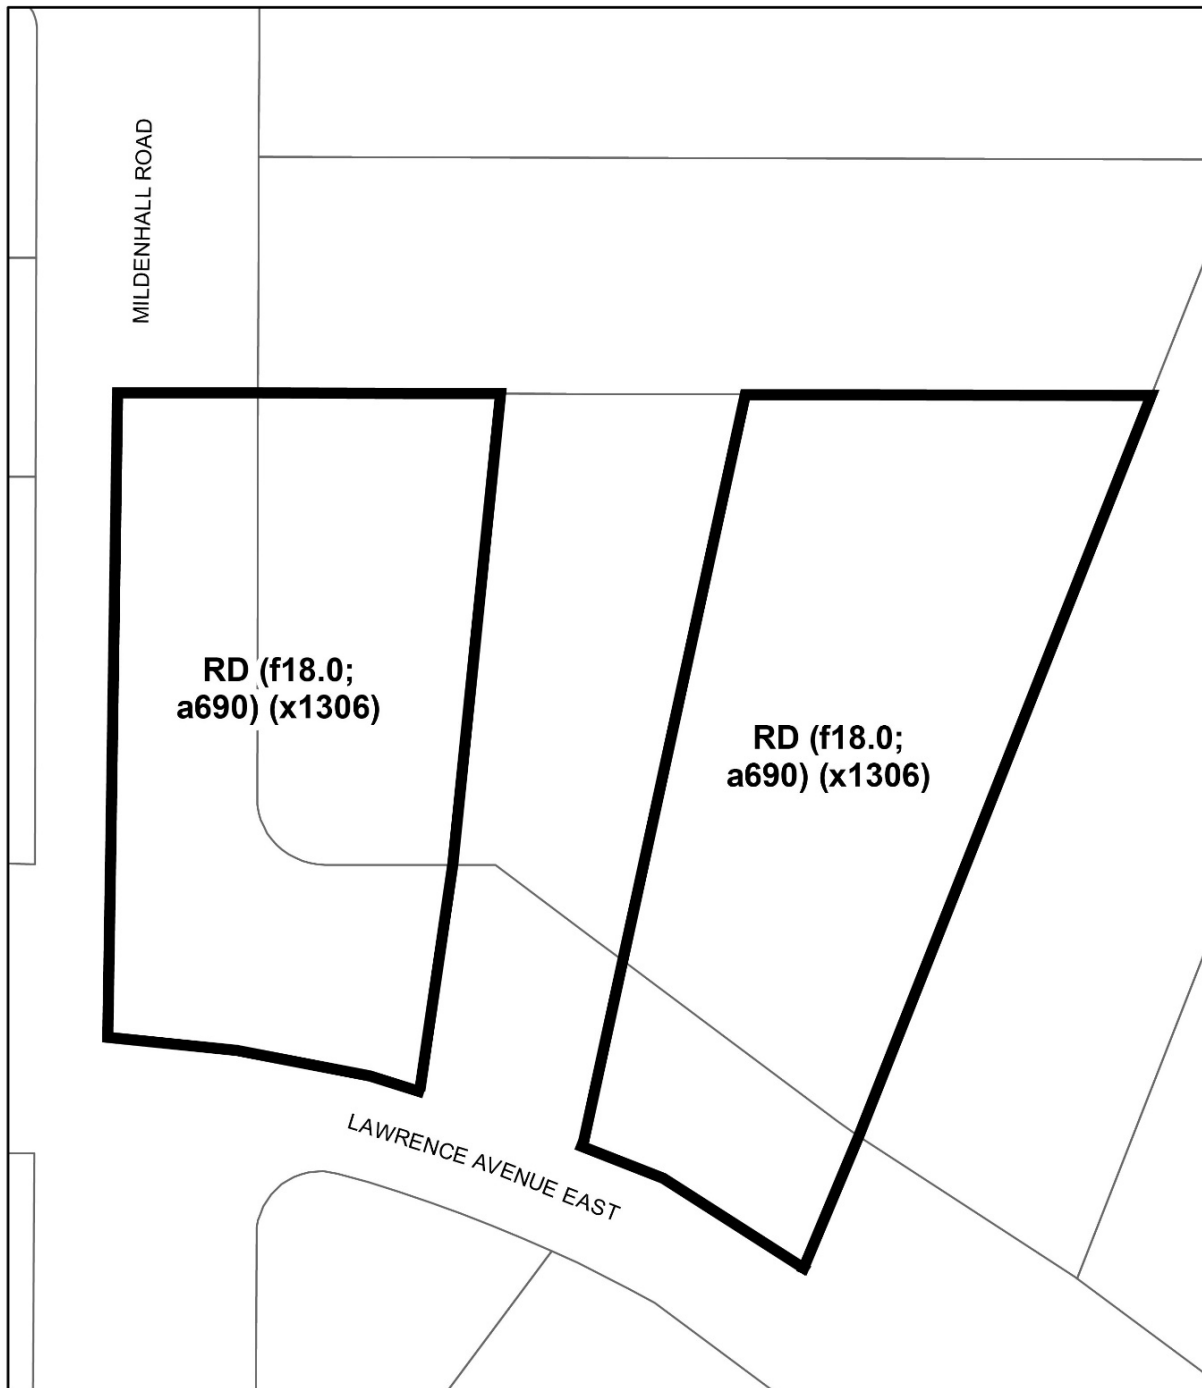 MILDENHALL ROAD
RD (f18.0;
a690) (x1306)
RD (f18.0;
a690) (x1306)
LAWRENCE AVENUE EAST